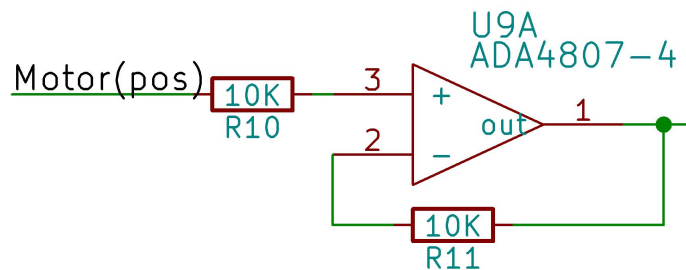 U9A
ADA4807-4
Motor(pos)
10K
R10
3
+
out
1
2
-
10K
R11